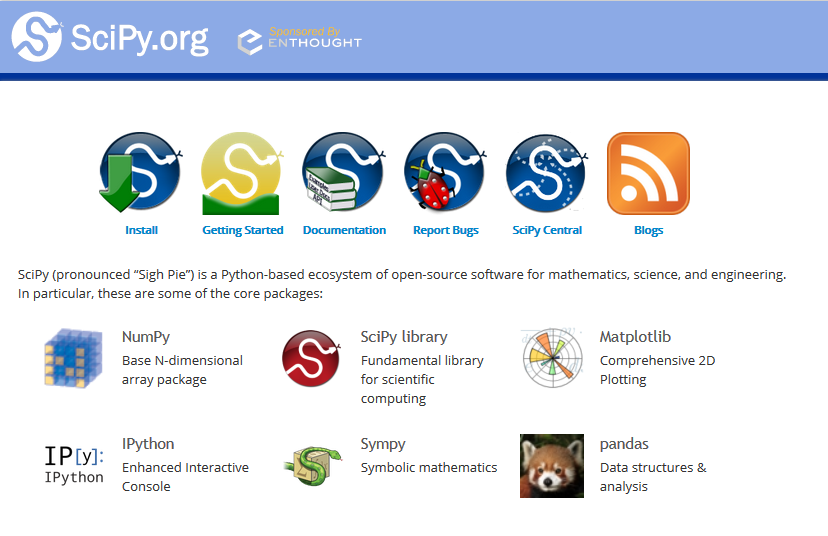 SciPy.org
Sponsored By
ENTHOUGHT
Install
Getting Started
Documentation
Report Bugs
SciPy Central
Blogs
SciPy (pronounced “Sigh Pie”) is a Python-based ecosystem of open-source software for mathematics, science, and engineering.
In particular, these are some of the core packages:
NumPy
Base N-dimensional
array package
SciPy library
Fundamental library
for scientific
computing
Matplotlib
Comprehensive 2D
Plotting
IP[y]:
IPython
IPython
Enhanced Interactive
Console
Sympy
Symbolic mathematics
pandas
Data structures &
analysis